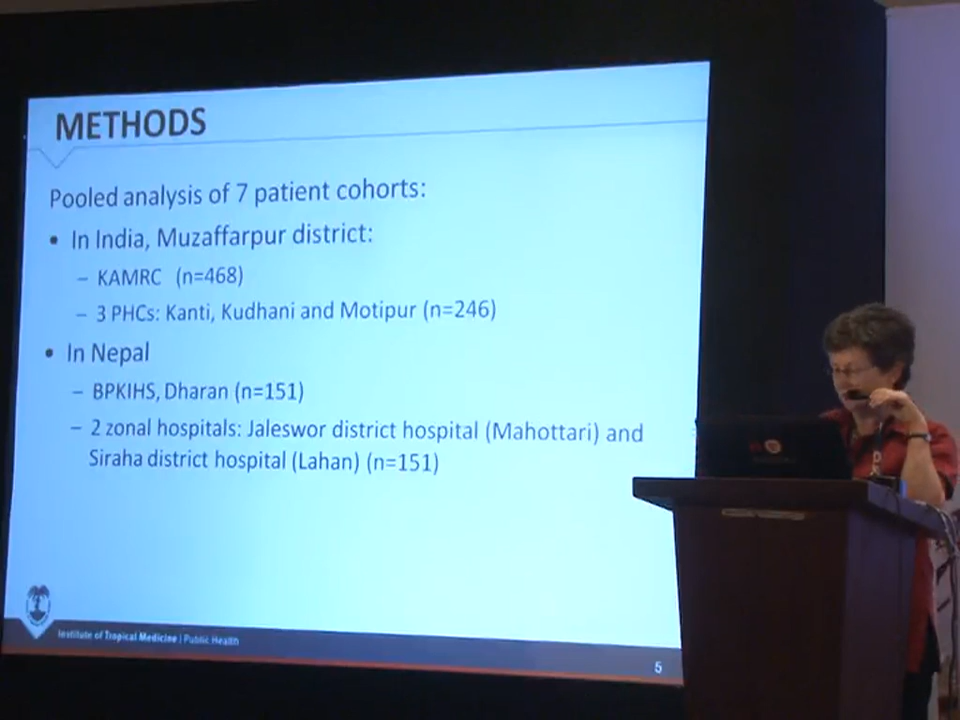 METHODS
Pooled analysis of 7 patient cohorts:
• In India, Muzaffarpur district:
– KAMRC (n=468)
– 3 PHCs: Kanti, Kudhani and Motipur (n=246)
• In Nepal
– BPKIHS, Dharan (n=151)
– 2 zonal hospitals: Jaleswor district hospital (Mahottari) and
Siraha district hospital (Lahan) (n=151)
Institute of Tropical Medicine | Public Health
5